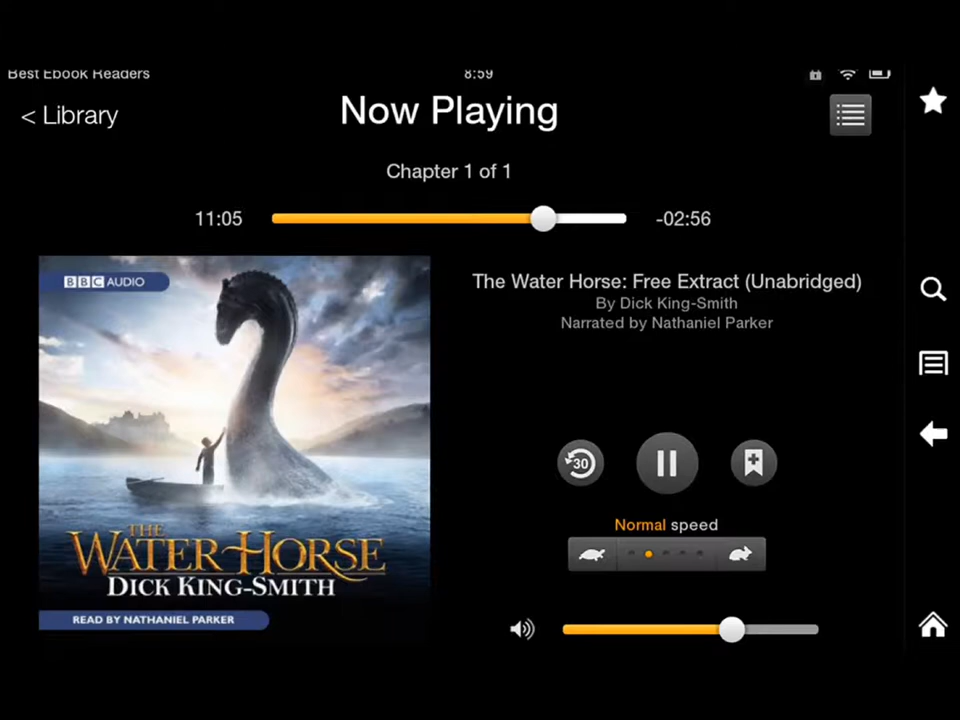 Best Ebook Readers
8:59
< Library
Now Playing
Chapter 1 of 1
11:05
-02:56
BBC AUDIO
THE
WATER HORSE
DICK KING-SMITH
READ BY NATHANIEL PARKER
The Water Horse: Free Extract (Unabridged)
By Dick King-Smith
Narrated by Nathaniel Parker
30
Normal speed